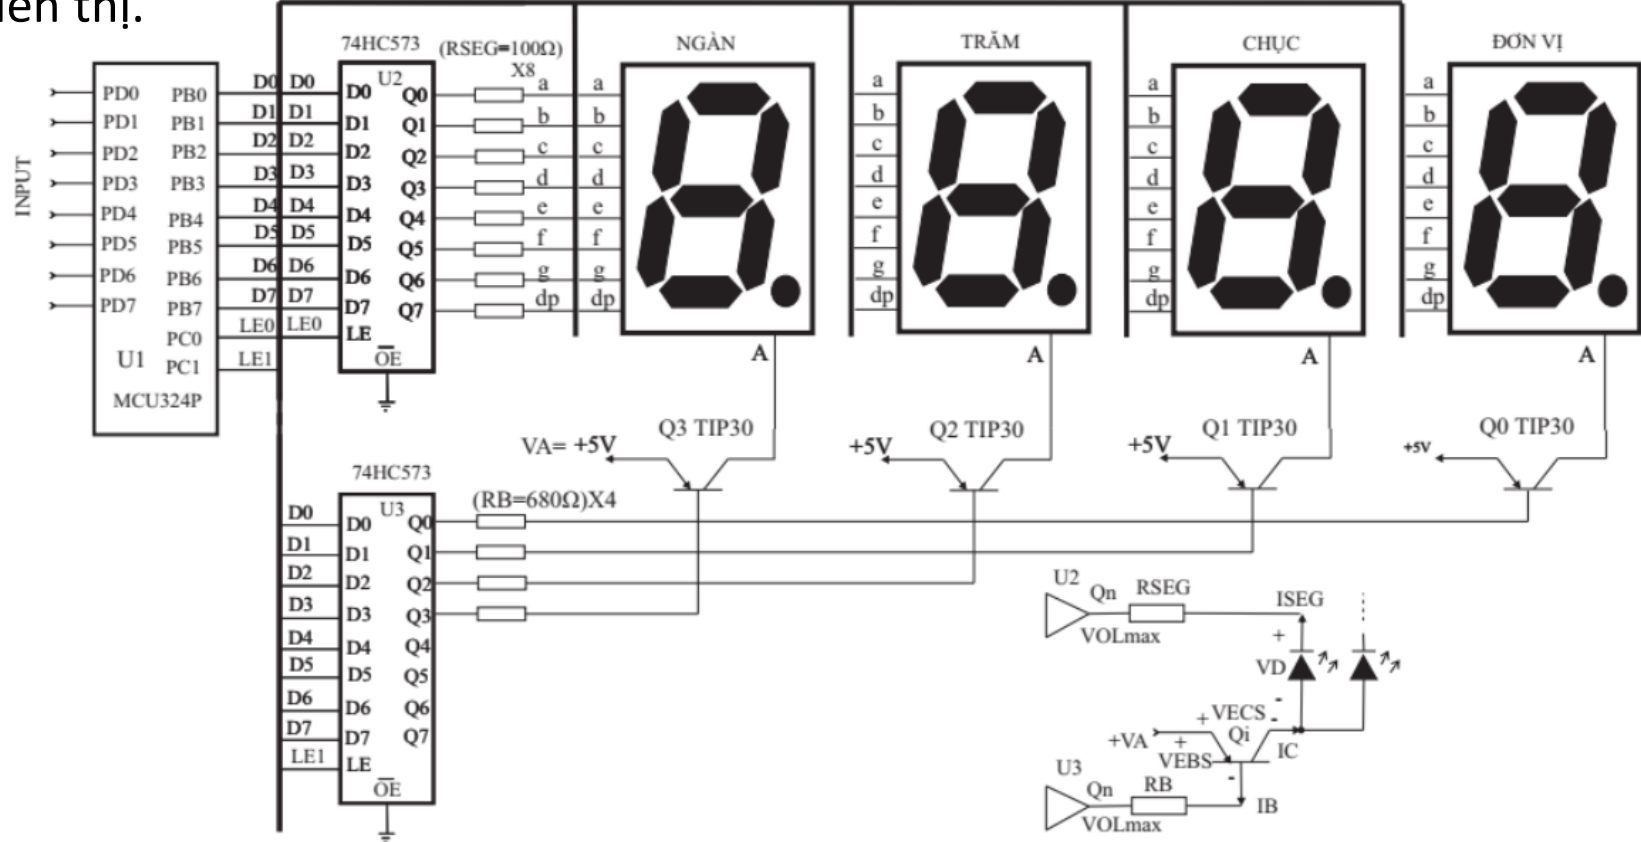 iển thị.
INPUT
PD0
PD1
PD2
PD3
PD4
PD5
PD6
PD7
PB0
PB1
PB2
PB3
PB4
PB5
PB6
PB7
PC0
PC1
U1
MCU324P
D0
D1
D2
D3
D4
D5
D6
D7
LE0
LE1
D0
D1
D2
D3
D4
D5
D6
D7
LE0
74HC573
U2
D0
D1
D2
D3
D4
D5
D6
D7
LE
OE
Q0
Q1
Q2
Q3
Q4
Q5
Q6
Q7
(RSEG=100Ω)
X8
a
b
c
d
e
f
g
dp
NGÀN
a
b
c
d
e
f
g
dp
A
TRĂM
a
b
c
d
e
f
g
dp
A
CHỤC
a
b
c
d
e
f
g
dp
A
ĐƠN VỊ
a
b
c
d
e
f
g
dp
A
VA= +5V
Q3 TIP30
+5V
Q2 TIP30
+5V
Q1 TIP30
+5V
Q0 TIP30
74HC573
U3
D0
D1
D2
D3
D4
D5
D6
D7
LE1
D0
D1
D2
D3
D4
D5
D6
D7
LE
OE
Q0
Q1
Q2
Q3
Q4
Q5
Q6
Q7
(RB=680Ω)X4
U2
Qn
RSEG
ISEG
VOLmax
+
VD
-
+ VECS -
Qi
+VA
+
VEBS
-
IC
U3
Qn
RB
IB
VOLmax